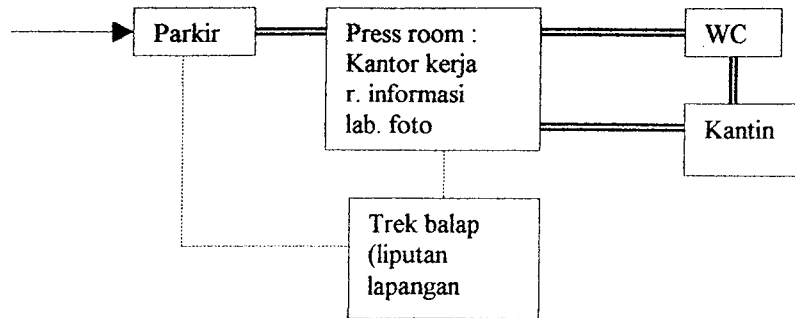 Parkir
Press room :
Kantor kerja
r. informasi
lab. foto
WC
Kantin
Trek balap
(liputan
lapangan